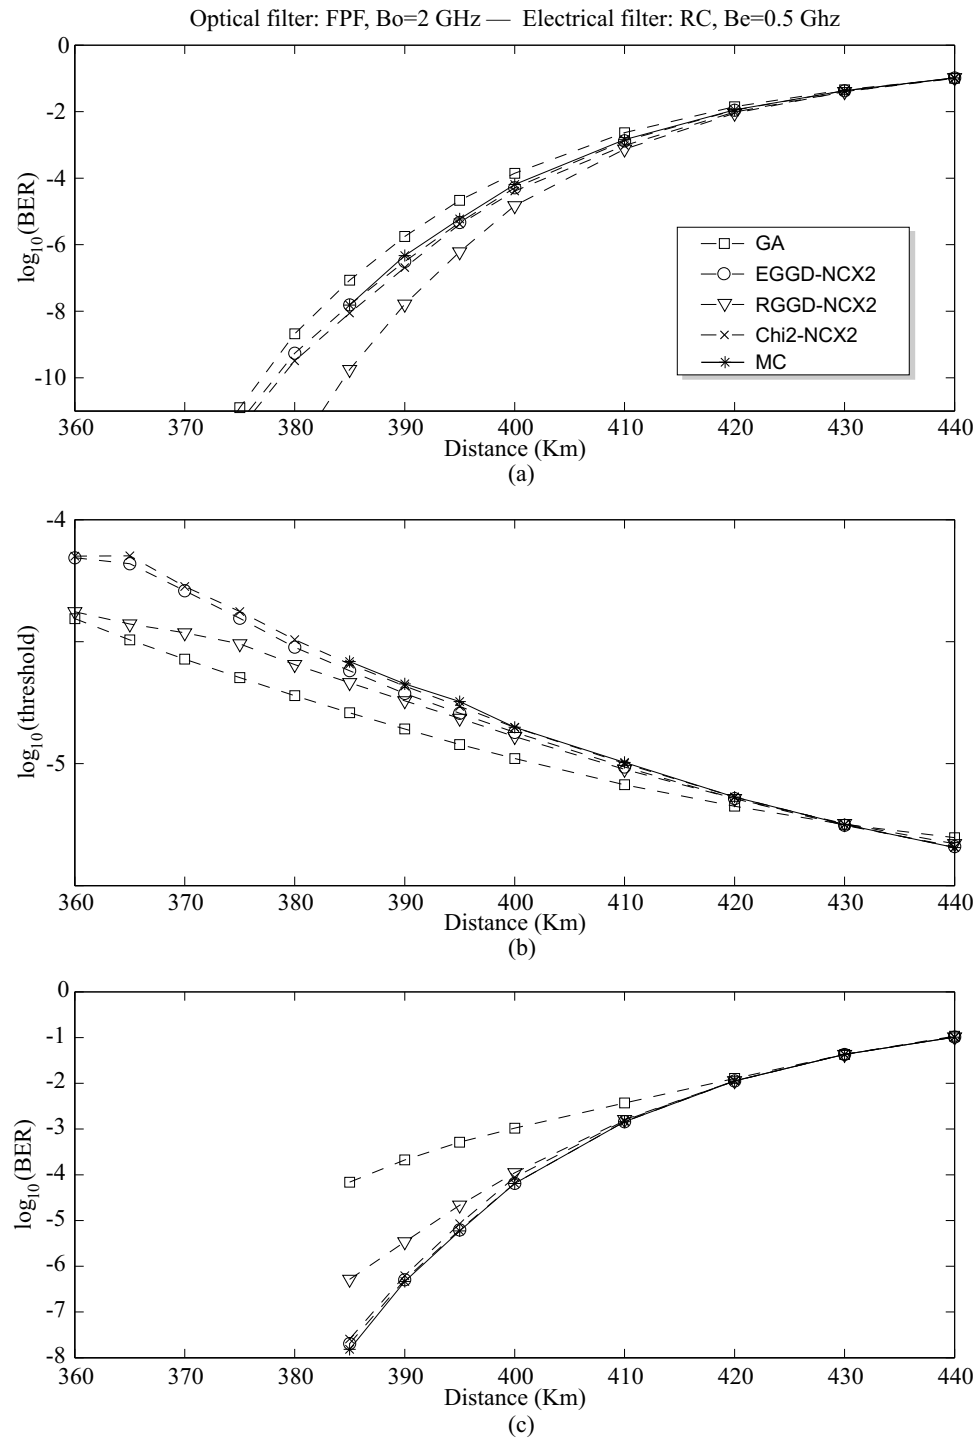 Optical filter: FPF, Bo=2 GHz — Electrical filter: RC, Be=0.5 Ghz
0
-2
-4
-6
-8
-10
log10(BER)
GA
EGGD-NCX2
RGGD-NCX2
Chi2-NCX2
MC
360 370 380 390 400 410 420 430 440
Distance (Km)
(a)
-4
-5
log10(threshold)
360 370 380 390 400 410 420 430 440
Distance (Km)
(b)
0
-1
-2
-3
-4
-5
-6
-7
-8
log10(BER)
360 370 380 390 400 410 420 430 440
Distance (Km)
(c)